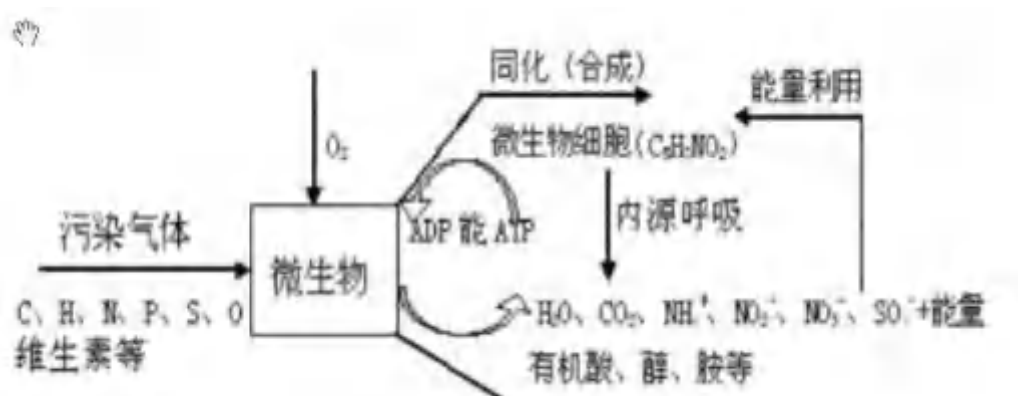 同化（合成）
能量利用
O₂
微生物细胞(C₅H₇NO₂)
污染气体
ADP 能 ATP
内源呼吸
微生物
C、H、N、P、S、O
H₂O、CO₂、NH⁺、NO₂⁻、NO₃⁻、SO⁻+能量
维生素等
有机酸、醇、胺等